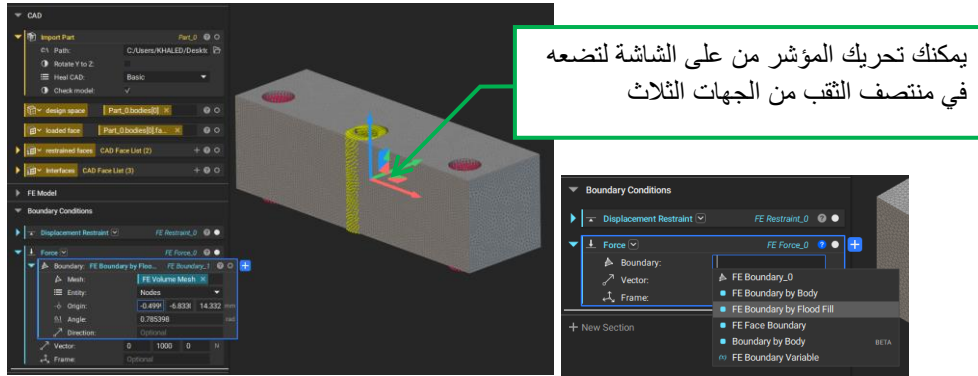 CAD
Import Part Part_0
Path: C:/Users/KHALED/Deskt
Rotate Y to Z:
Heal CAD: Basic
Check model:
design space Part_0.bodies[0] ×
loaded face Part_0.bodies[0].fa... ×
restrained faces CAD Face List (2)
Interfaces CAD Face List (3)
FE Model
Boundary Conditions
Displacement Restraint FE Restraint_0
Force FE Force_0
Boundary: FE Boundary by Floo... FE Boundary_1
Mesh: FE Volume Mesh ×
Entity: Nodes
Origin: -0.499 -6.833 14.332 mm
Angle: 0.785398 rad
Direction: Optional
Vector: 0 1000 0 N
Frame: Optional
يمكنك تحريك المؤشر من على الشاشة لتضعه
في منتصف الثقب من الجهات الثلاث
Boundary Conditions
Displacement Restraint FE Restraint_0
Force FE Force_0
Boundary:
Vector:
Frame:
New Section
FE Boundary_0
FE Boundary by Body
FE Boundary by Flood Fill
FE Face Boundary
Boundary by Body BETA
FE Boundary Variable